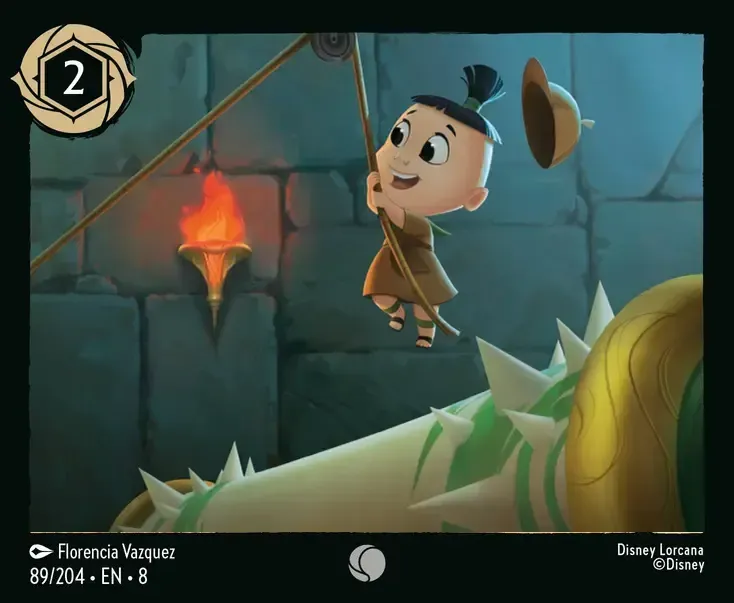 2
Florencia Vazquez
89/204 • EN • 8
Disney Lorcana
©Disney